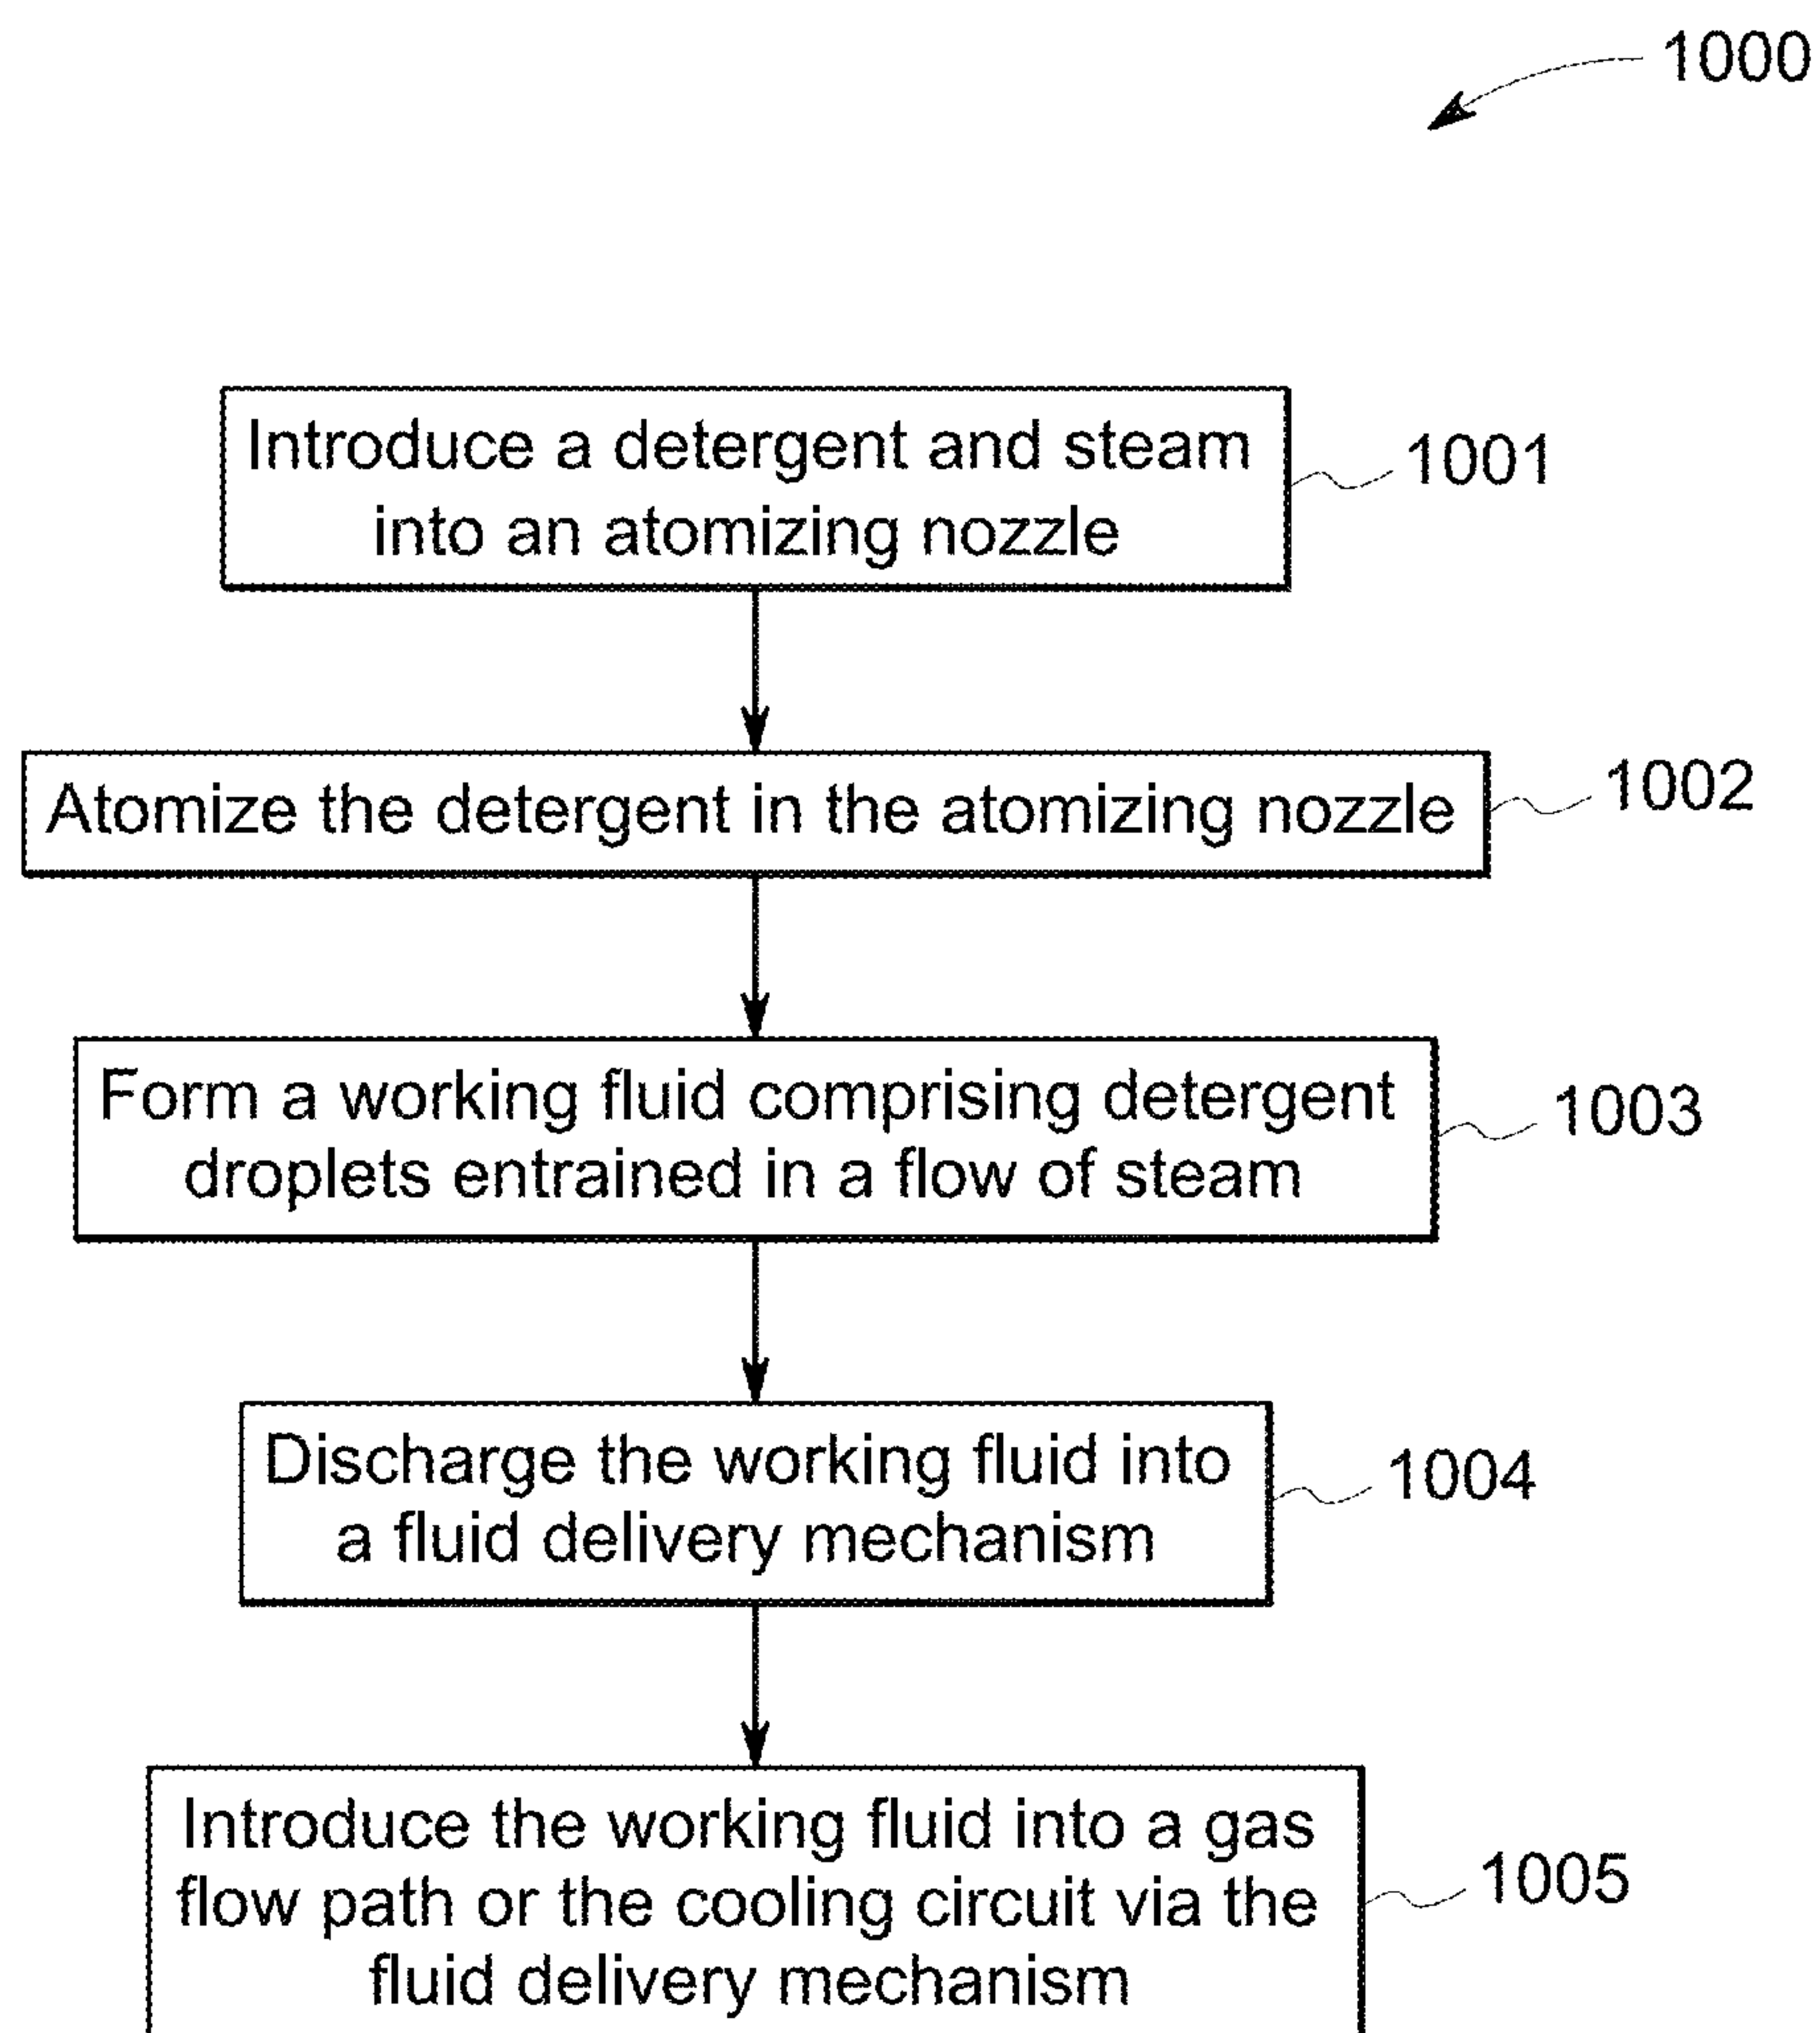 1000
Introduce a detergent and steam
into an atomizing nozzle
1001
Atomize the detergent in the atomizing nozzle
1002
Form a working fluid comprising detergent
droplets entrained in a flow of steam
1003
Discharge the working fluid into
a fluid delivery mechanism
1004
Introduce the working fluid into a gas
flow path or the cooling circuit via the
fluid delivery mechanism
1005